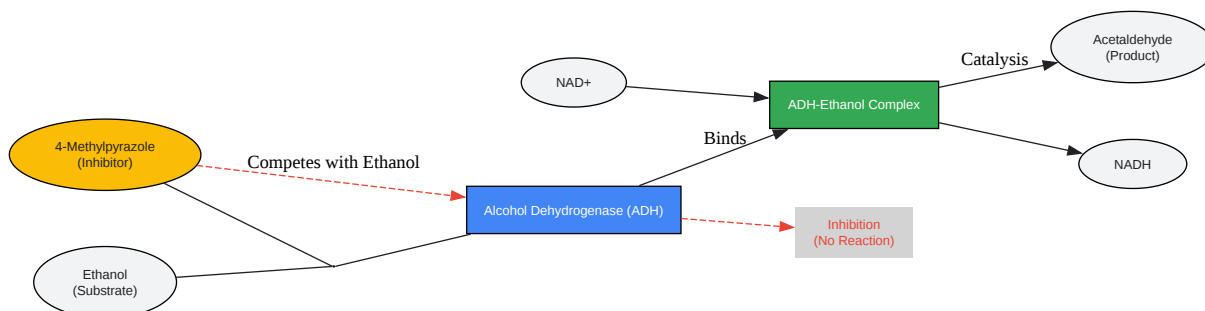 Acetaldehyde
(Product)
Catalysis
NAD+
ADH-Ethanol Complex
Binds
4-Methylpyrazole
(Inhibitor)
Competes with Ethanol
NADH
Alcohol Dehydrogenase (ADH)
Inhibition
(No Reaction)
Ethanol
(Substrate)